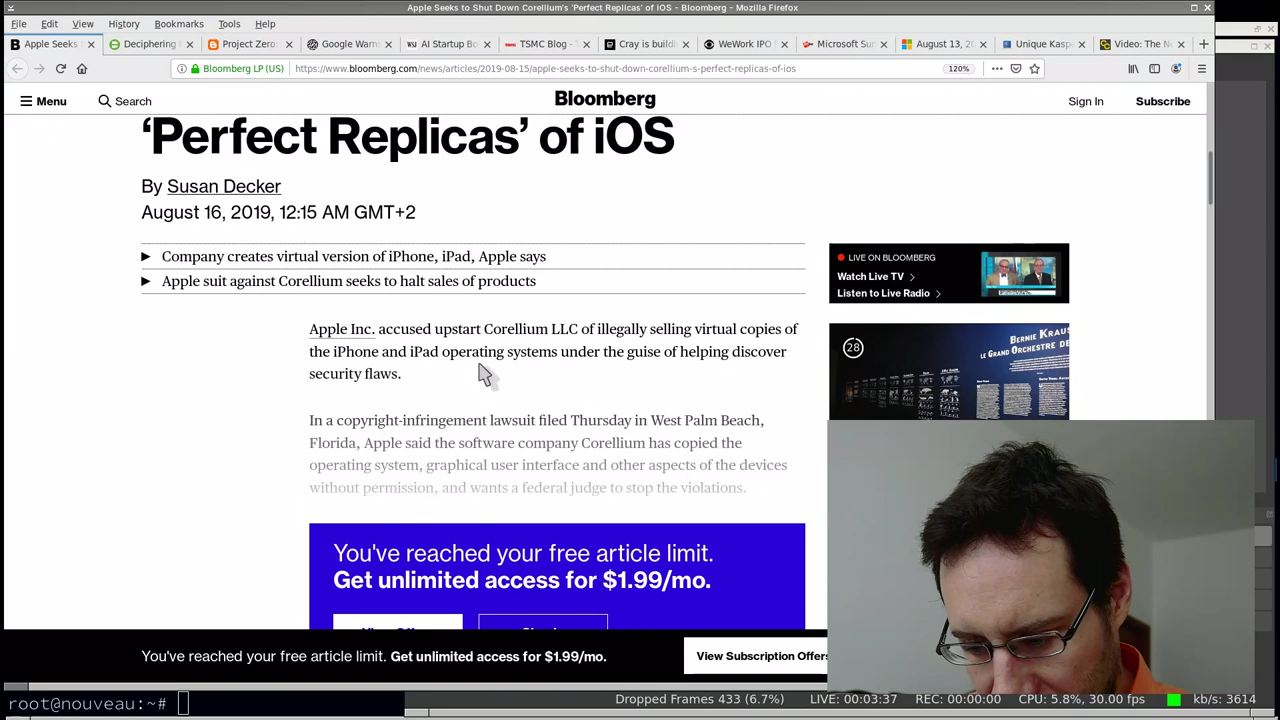 Apple Seeks to Shut Down Corellium's 'Perfect Replicas' of iOS - Bloomberg - Mozilla Firefox
File Edit View History Bookmarks Tools Help
Apple Seeks
Deciphering
Project Zero:
Google Warn
WSJ AI Startup Bo
TSMC Blog -
Cray is build
WeWork IPO
Microsoft Su
August 13, 20
Unique Kaspe
Video: The Ne
Bloomberg LP (US) https://www.bloomberg.com/news/articles/2019-08-15/apple-seeks-to-shut-down-corellium-s-perfect-replicas-of-ios 120%
Menu Search Bloomberg Sign In Subscribe
‘Perfect Replicas’ of iOS
By Susan Decker
August 16, 2019, 12:15 AM GMT+2
Company creates virtual version of iPhone, iPad, Apple says
Apple suit against Corellium seeks to halt sales of products
LIVE ON BLOOMBERG
Watch Live TV
Listen to Live Radio
Apple Inc. accused upstart Corellium LLC of illegally selling virtual copies of
the iPhone and iPad operating systems under the guise of helping discover
security flaws.
28
BERNIE KRAUS
LE GRAND ORCHESTRE DE
In a copyright-infringement lawsuit filed Thursday in West Palm Beach,
Florida, Apple said the software company Corellium has copied the
operating system, graphical user interface and other aspects of the devices
without permission, and wants a federal judge to stop the violations.
You've reached your free article limit.
Get unlimited access for $1.99/mo.
You've reached your free article limit. Get unlimited access for $1.99/mo.
View Subscription Offers
root@nouveau:~#
Dropped Frames 433 (6.7%) LIVE: 00:03:37 REC: 00:00:00 CPU: 5.8%, 30.00 fps kb/s: 3614